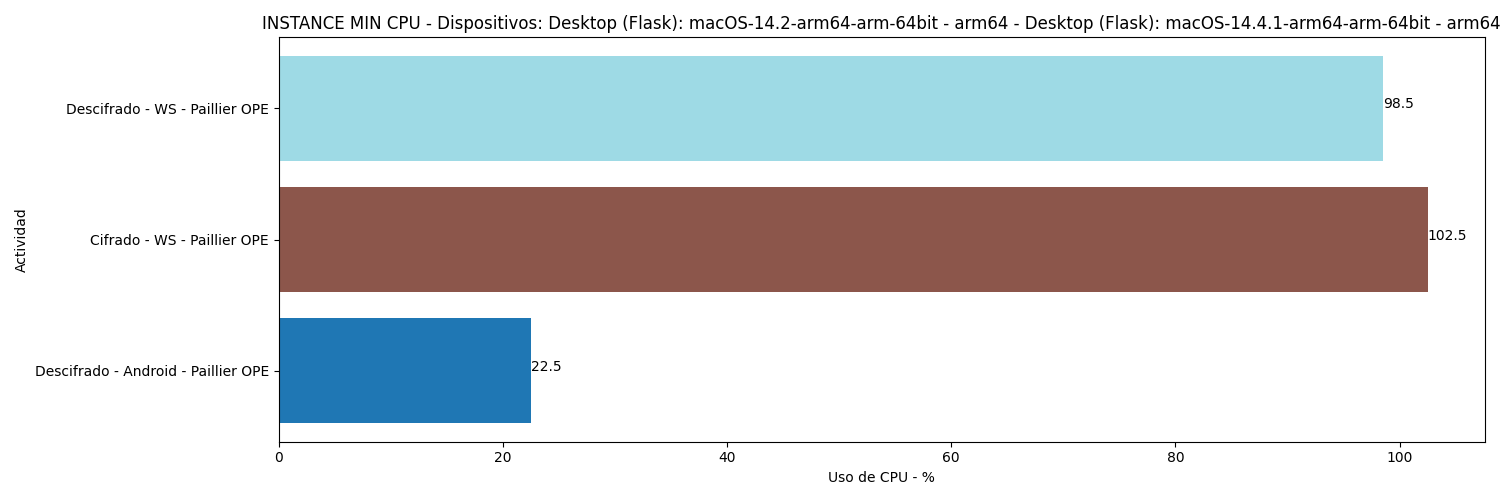 INSTANCE MIN CPU - Dispositivos: Desktop (Flask): macOS-14.2-arm64-arm-64bit - arm64 - Desktop (Flask): macOS-14.4.1-arm64-arm-64bit - arm64
Descifrado - WS - Paillier OPE
98.5
Cifrado - WS - Paillier OPE
102.5
Descifrado - Android - Paillier OPE
22.5
Actividad
0 20 40 60 80 100
Uso de CPU - %